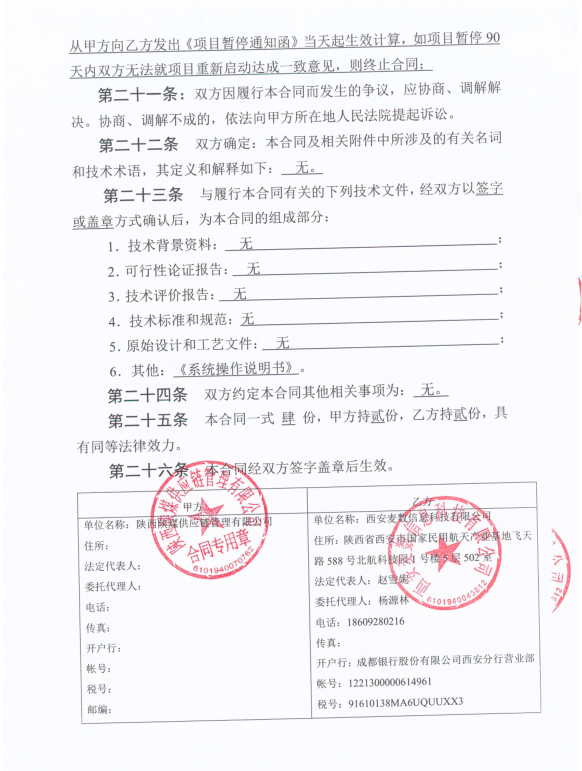 从甲方向乙方发出《项目暂停通知函》当天起生效计算，如项目暂停 90
天内双方无法就项目重新启动达成一致意见，则终止合同；
第二十一条：双方因履行本合同而发生的争议，应协商、调解解
决。协商、调解不成的，依法向甲方所在地人民法院提起诉讼。
第二十二条 双方确定：本合同及相关附件中所涉及的有关名词
和技术术语，其定义和解释如下： 无。
第二十三条 与履行本合同有关的下列技术文件，经双方以签字
或盖章方式确认后，为本合同的组成部分：
1．技术背景资料： 无 ；
2．可行性论证报告： 无 ；
3．技术评价报告： 无 ；
4．技术标准和规范：无 ；
5．原始设计和工艺文件： 无 ；
6．其他：《系统操作说明书》。
第二十四条 双方约定本合同其他相关事项为： 无。
第二十五条 本合同一式 肆 份，甲方持贰份，乙方持贰份，具
有同等法律效力。
第二十六条 本合同经双方签字盖章后生效。
甲方
单位名称：陕西陕煤供应链管理有限公司
住所：
法定代表人：
委托代理人：
电话：
传真：
开户行：
帐号：
税号：
邮编：
合同专用章
6101940070762
乙方
单位名称：西安麦数信息科技有限公司
住所：陕西省西安市国家民用航天产业基地飞天
路 588 号北航科技园 1 号楼 5 层 502 室
法定代表人：赵雪妮
委托代理人：杨源林
电话：18609280216
传真：
开户行：成都银行股份有限公司西安分行营业部
帐号：1221300000614961
税号：91610138MA6UQUUXX3
6101940043612